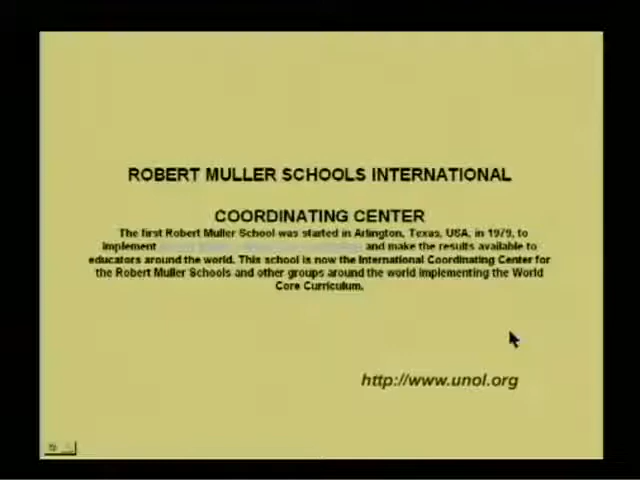 ROBERT MULLER SCHOOLS INTERNATIONAL
COORDINATING CENTER
The first Robert Muller School was started in Arlington, Texas, USA, in 1979, to
implement and make the results available to
educators around the world. This school is now the International Coordinating Center for
the Robert Muller Schools and other groups around the world implementing the World
Core Curriculum.
http://www.unol.org